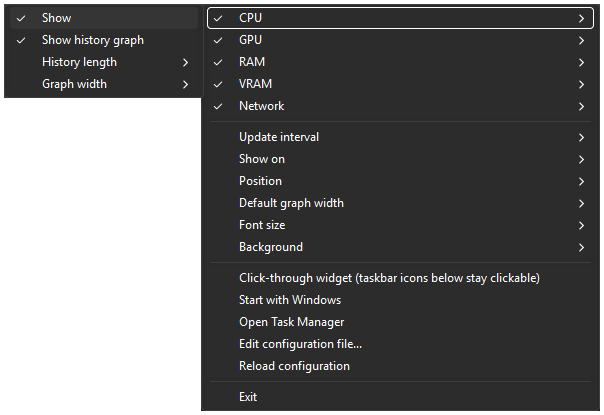 Show
Show history graph
History length
Graph width
CPU
GPU
RAM
VRAM
Network
Update interval
Show on
Position
Default graph width
Font size
Background
Click-through widget (taskbar icons below stay clickable)
Start with Windows
Open Task Manager
Edit configuration file...
Reload configuration
Exit